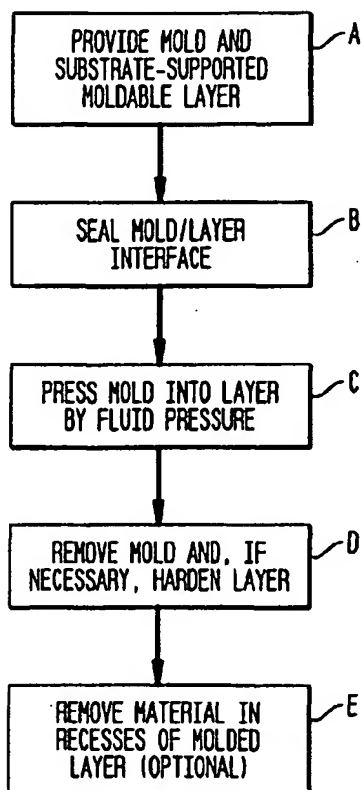 PROVIDE MOLD AND
SUBSTRATE-SUPPORTED
MOLDABLE LAYER
A
SEAL MOLD/LAYER
INTERFACE
B
PRESS MOLD INTO LAYER
BY FLUID PRESSURE
C
REMOVE MOLD AND, IF
NECESSARY, HARDEN LAYER
D
REMOVE MATERIAL IN
RECESSES OF MOLDED
LAYER (OPTIONAL)
E